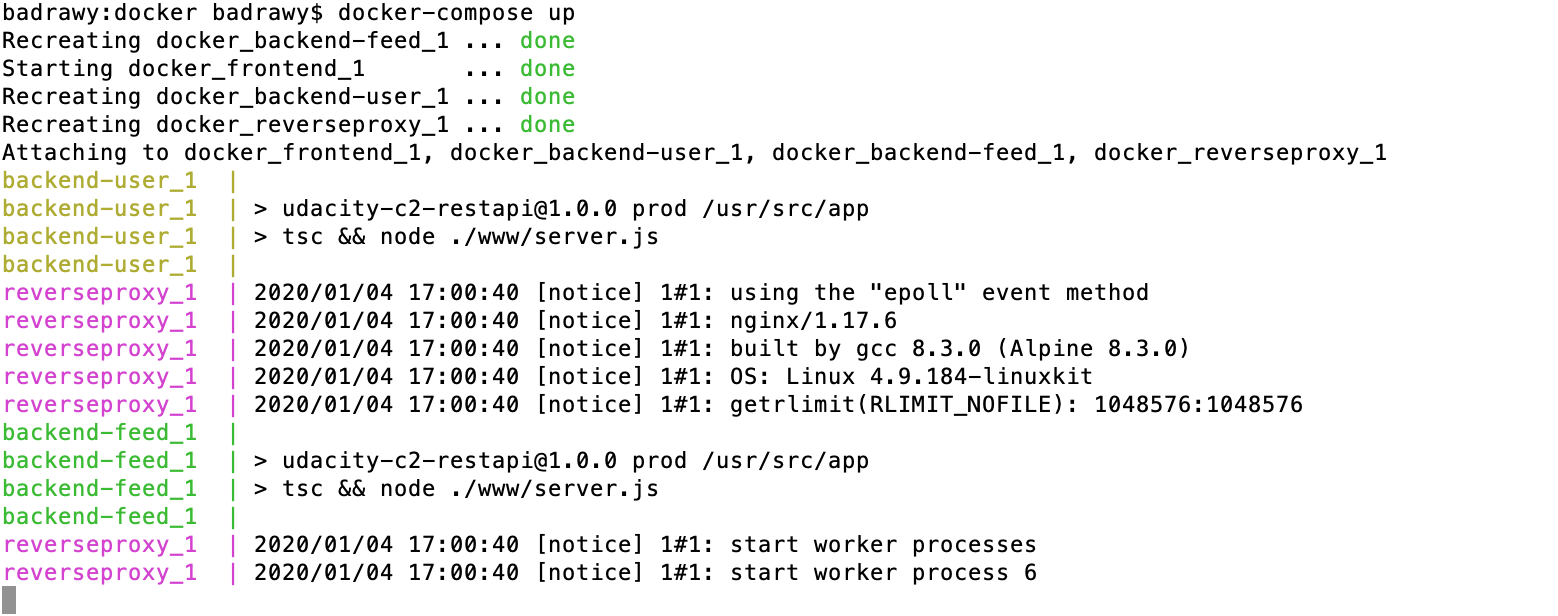 badrawy:docker badrawy$ docker-compose up
Recreating docker_backend-feed_1 ... done
Starting docker_frontend_1       ... done
Recreating docker_backend-user_1 ... done
Recreating docker_reverseproxy_1 ... done
Attaching to docker_frontend_1, docker_backend-user_1, docker_backend-feed_1, docker_reverseproxy_1
backend-user_1  |
backend-user_1  | > udacity-c2-restapi@1.0.0 prod /usr/src/app
backend-user_1  | > tsc && node ./www/server.js
backend-user_1  |
reverseproxy_1  | 2020/01/04 17:00:40 [notice] 1#1: using the "epoll" event method
reverseproxy_1  | 2020/01/04 17:00:40 [notice] 1#1: nginx/1.17.6
reverseproxy_1  | 2020/01/04 17:00:40 [notice] 1#1: built by gcc 8.3.0 (Alpine 8.3.0)
reverseproxy_1  | 2020/01/04 17:00:40 [notice] 1#1: OS: Linux 4.9.184-linuxkit
reverseproxy_1  | 2020/01/04 17:00:40 [notice] 1#1: getrlimit(RLIMIT_NOFILE): 1048576:1048576
backend-feed_1  |
backend-feed_1  | > udacity-c2-restapi@1.0.0 prod /usr/src/app
backend-feed_1  | > tsc && node ./www/server.js
backend-feed_1  |
reverseproxy_1  | 2020/01/04 17:00:40 [notice] 1#1: start worker processes
reverseproxy_1  | 2020/01/04 17:00:40 [notice] 1#1: start worker process 6